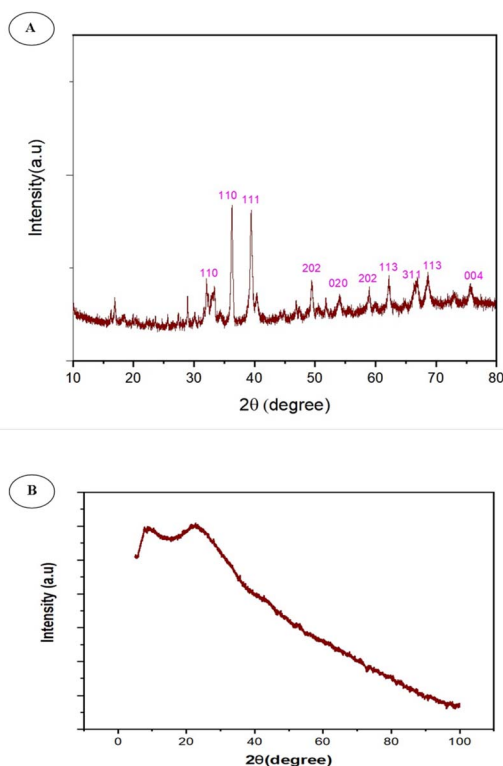 A
Intensity(a.u)
110
110
111
202
020
202
113
311
113
004
10 20 30 40 50 60 70 80
2θ (degree)
B
Intensity (a.u)
0 20 40 60 80 100
2θ(degree)